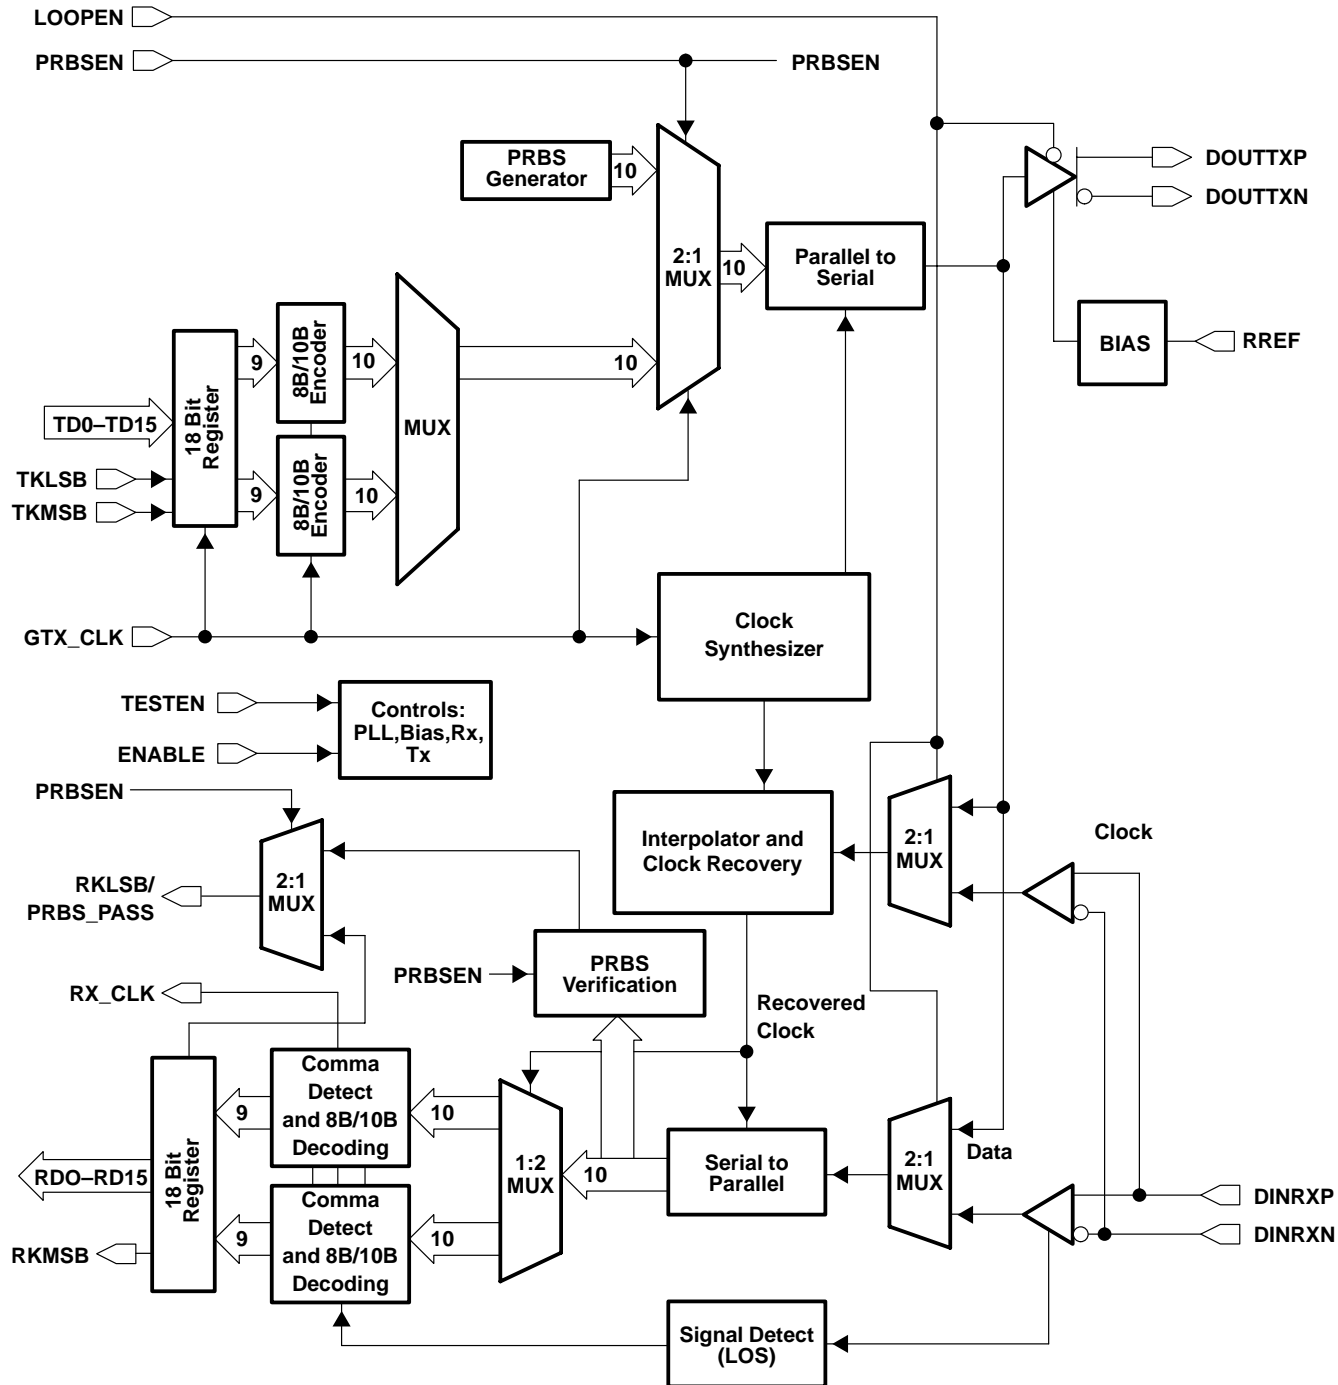 LOOPEN
PRBSEN
PRBSEN
PRBS
Generator
10
DOUTTXP
DOUTTXN
2:1
MUX
10
Parallel to
Serial
BIAS
RREF
TD0–TD15
TKLSB
TKMSB
18 Bit
Register
9
9
8B/10B
Encoder
8B/10B
Encoder
10
10
MUX
10
GTX_CLK
Clock
Synthesizer
TESTEN
ENABLE
Controls:
PLL,Bias,Rx,
Tx
PRBSEN
2:1
MUX
RKLSB/
PRBS_PASS
Interpolator and
Clock Recovery
2:1
MUX
Clock
PRBSEN
PRBS
Verification
RX_CLK
Recovered
Clock
Comma
Detect
and 8B/10B
Decoding
Comma
Detect
and 8B/10B
Decoding
18 Bit
Register
9
9
10
10
1:2
MUX
10
Serial to
Parallel
2:1
MUX
Data
RDO–RD15
RKMSB
DINRXP
DINRXN
Signal Detect
(LOS)